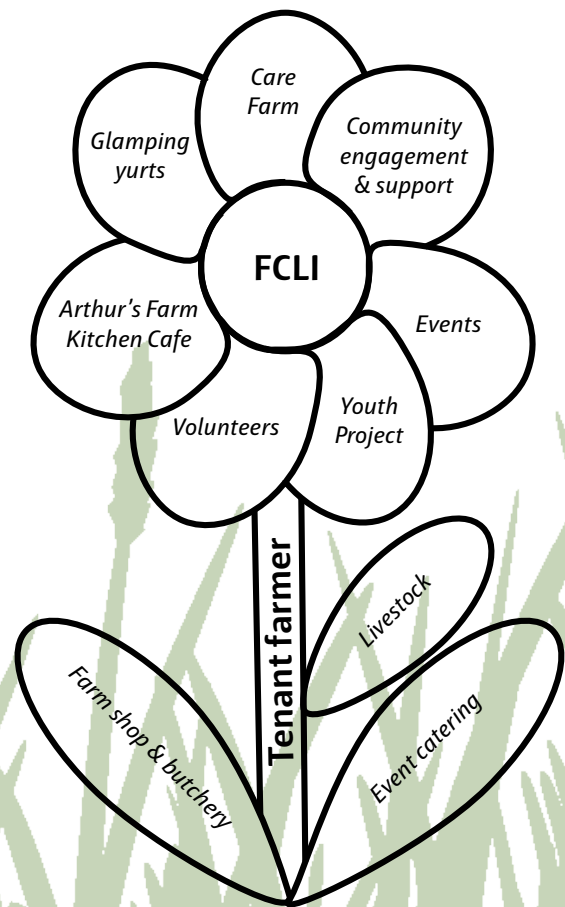 Care
Farm
Community
engagement
& support
Glamping
yurts
FCLI
Arthur's Farm
Kitchen Cafe
Events
Volunteers
Youth
Project
Tenant farmer
Livestock
Farm shop & butchery
Event catering